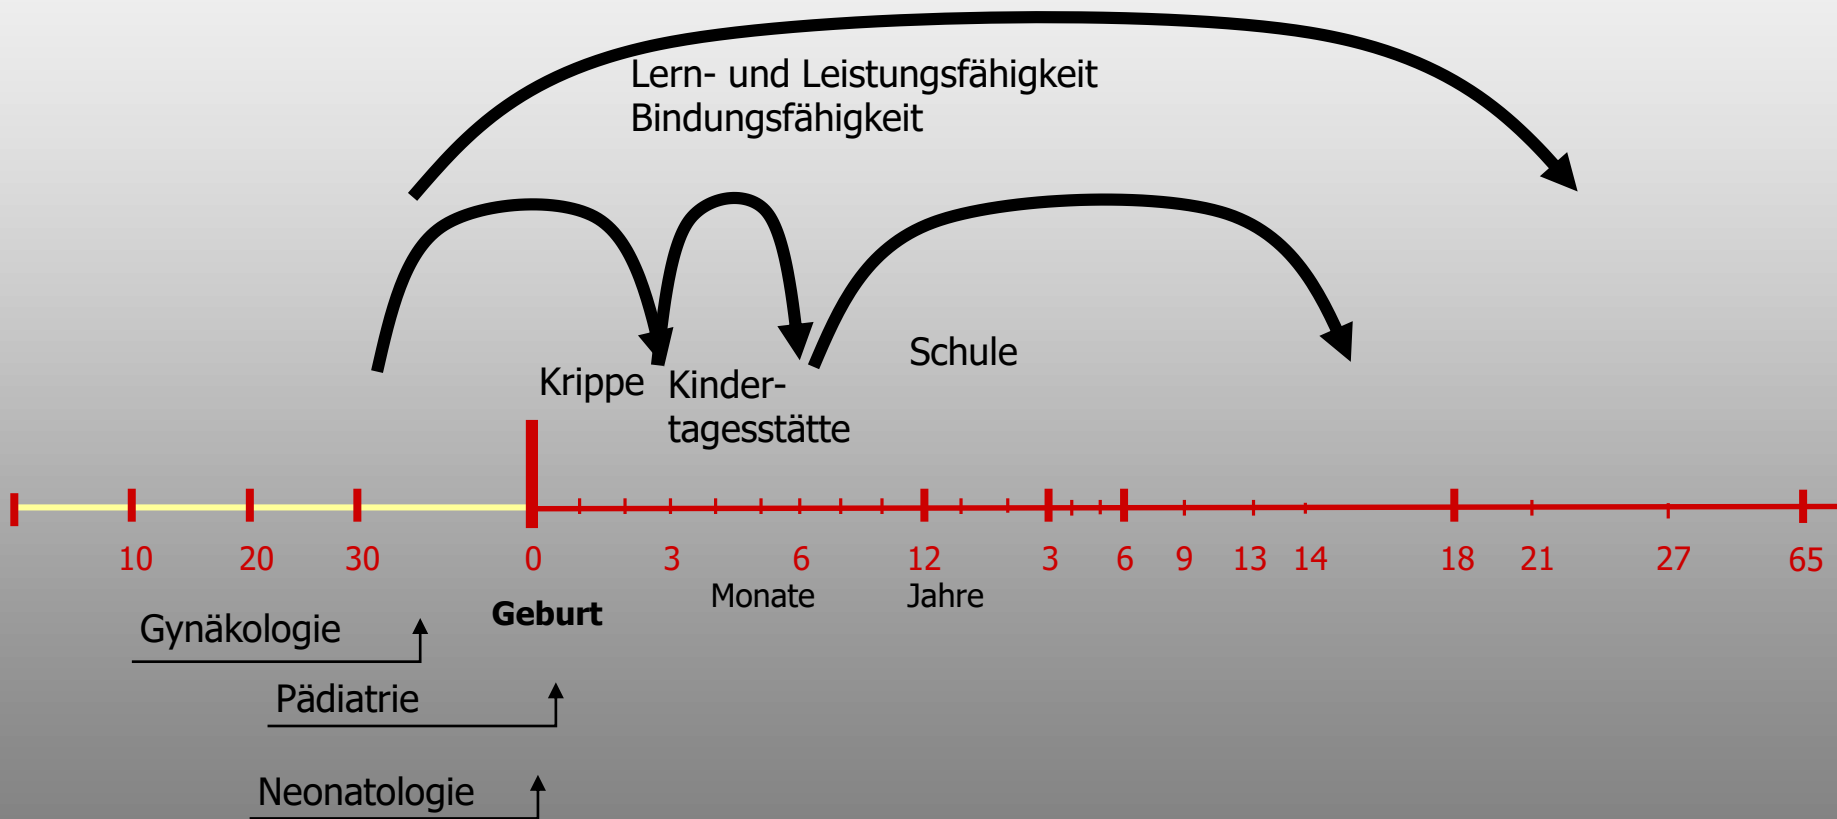 Lern- und Leistungsfähigkeit
Bindungsfähigkeit
Schule
Krippe
Kinder-
tagesstätte
10 20 30 0 3 6 12 3 6 9 13 14 18 21 27 65
Monate Jahre
Geburt
Gynäkologie
Pädiatrie
Neonatologie